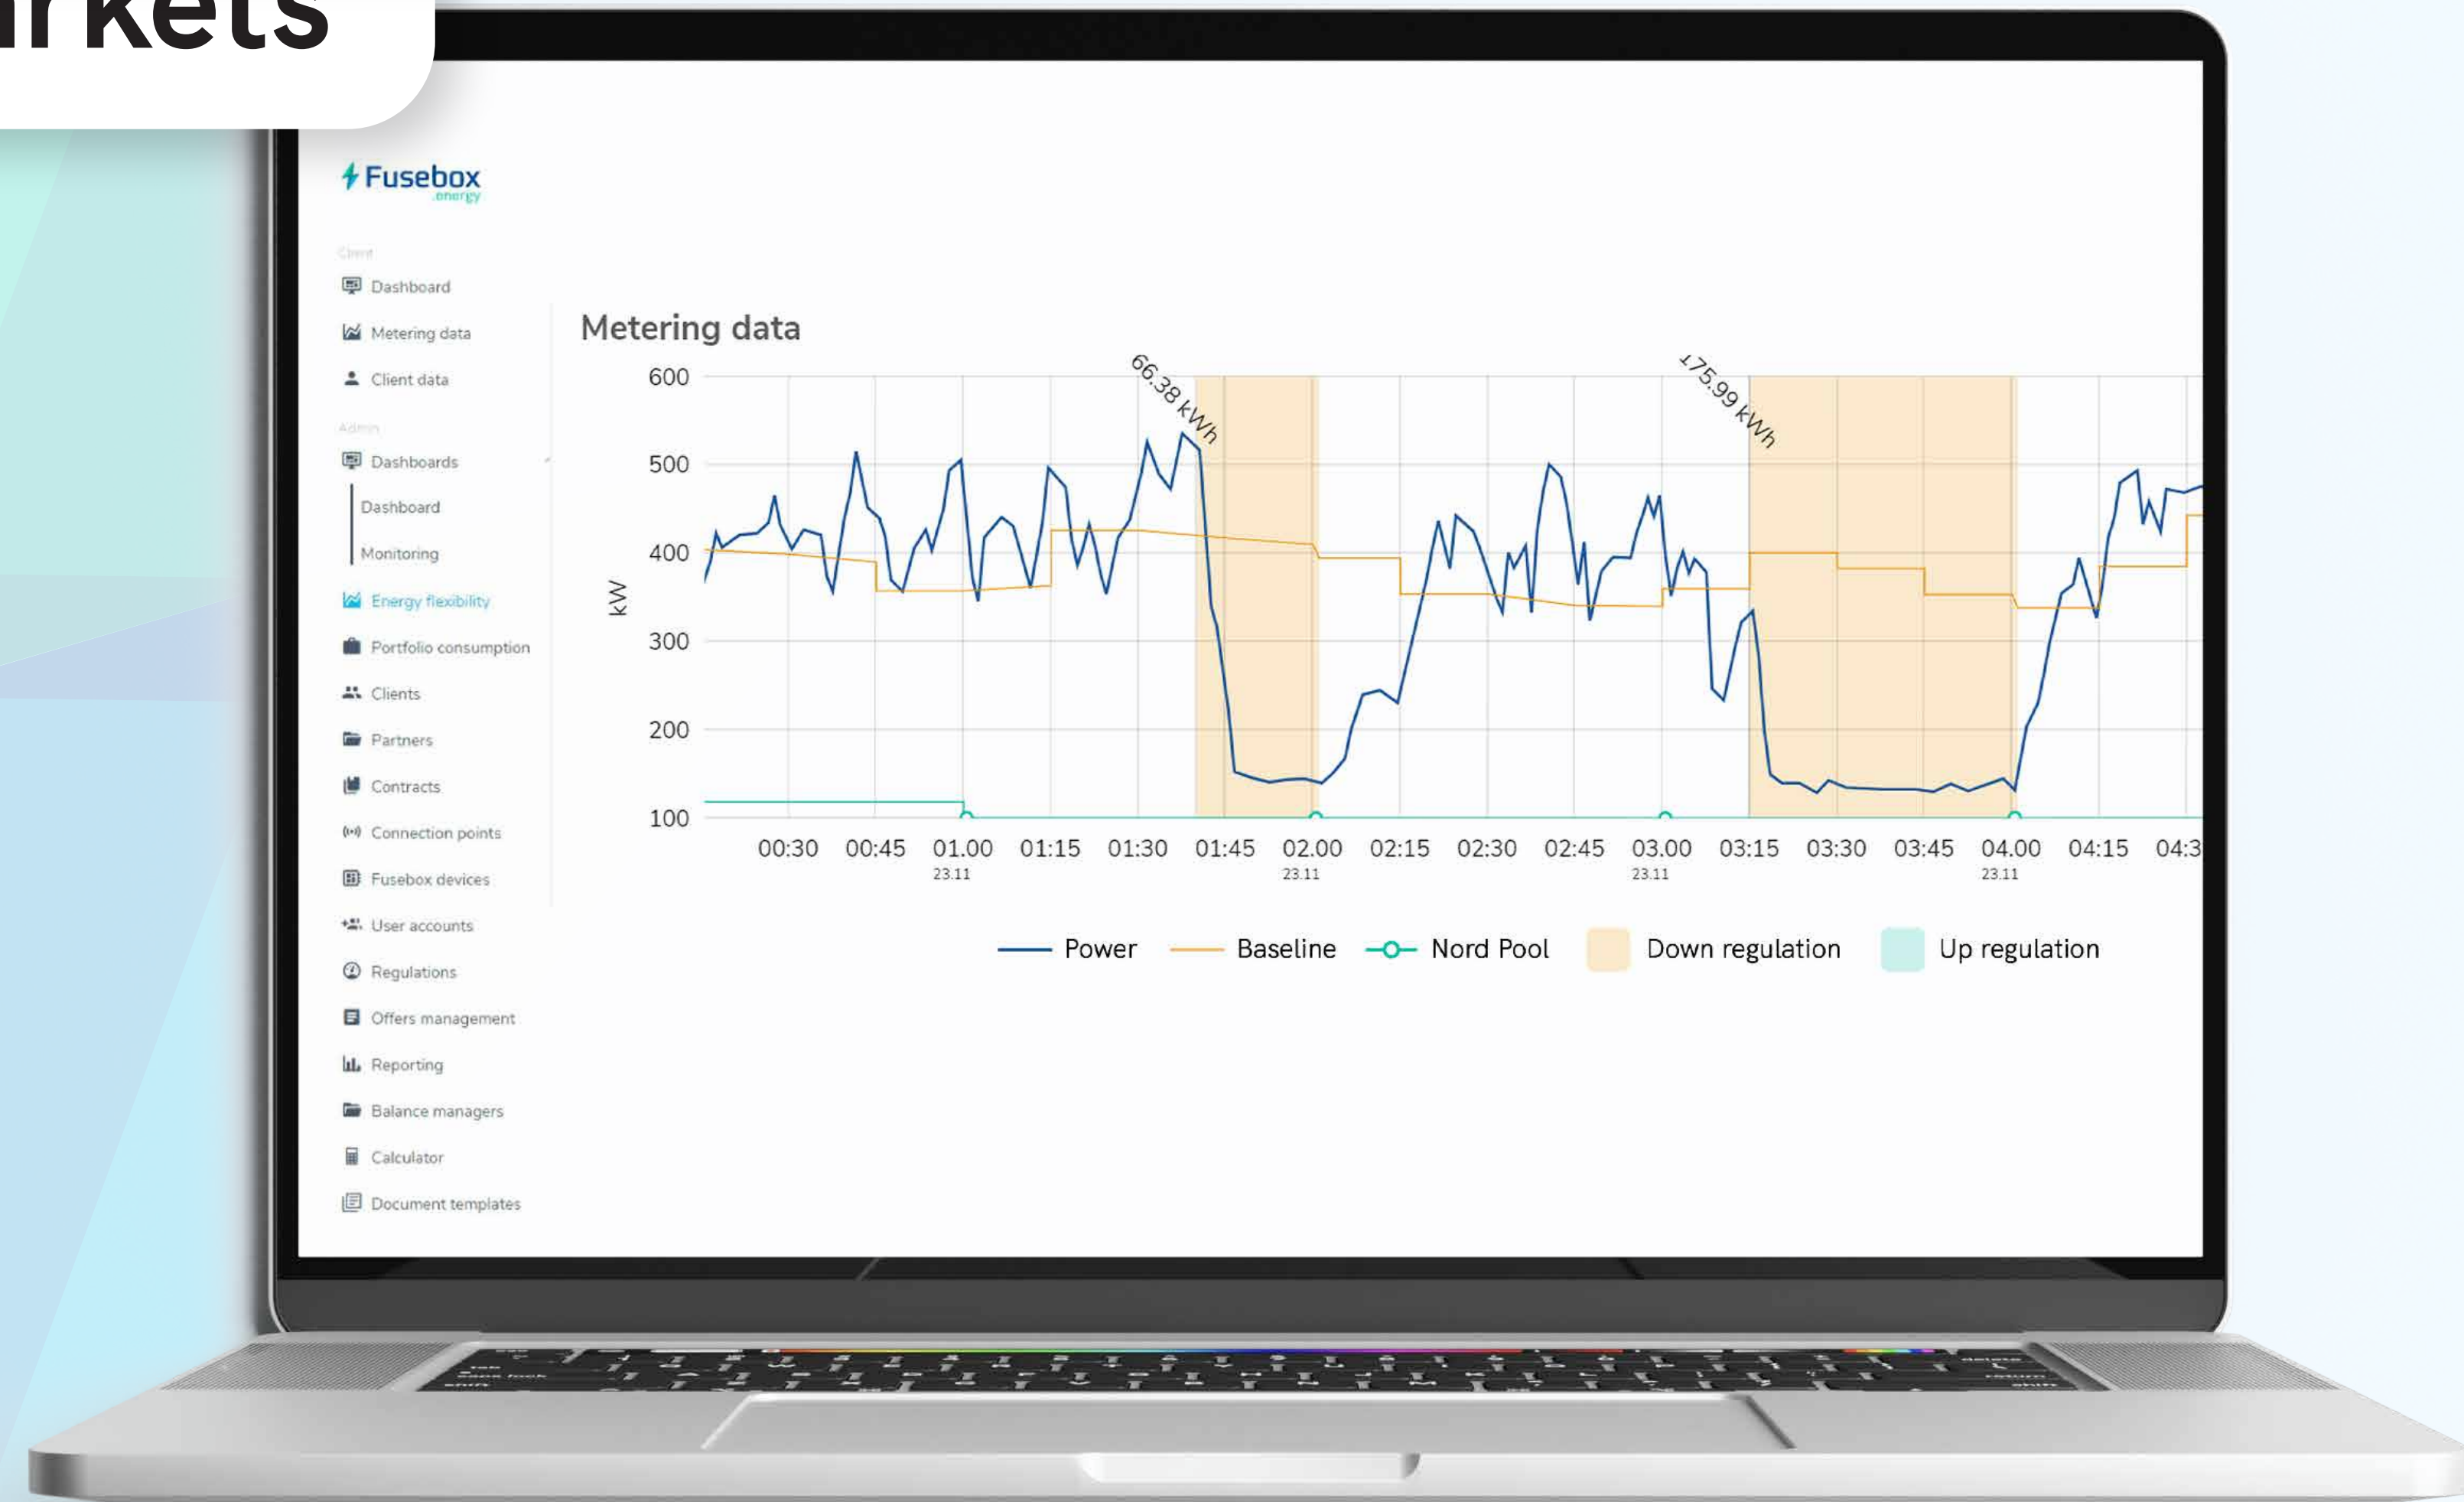 Fusebox
.energy
Client
Dashboard
Metering data
Client data
Admin
Dashboards
Dashboard
Monitoring
Energy flexibility
Portfolio consumption
Clients
Partners
Contracts
Connection points
Fusebox devices
User accounts
Regulations
Offers management
Reporting
Balance managers
Calculator
Document templates
Metering data
66.38 kWh
175.99 kWh
600
500
400
300
200
100
kW
00:30 00:45 01.00 01:15 01:30 01:45 02.00 02:15 02:30 02:45 03.00 03:15 03:30 03:45 04.00 04:15 04:3
23.11 23.11 23.11 23.11
Power Baseline Nord Pool Down regulation Up regulation